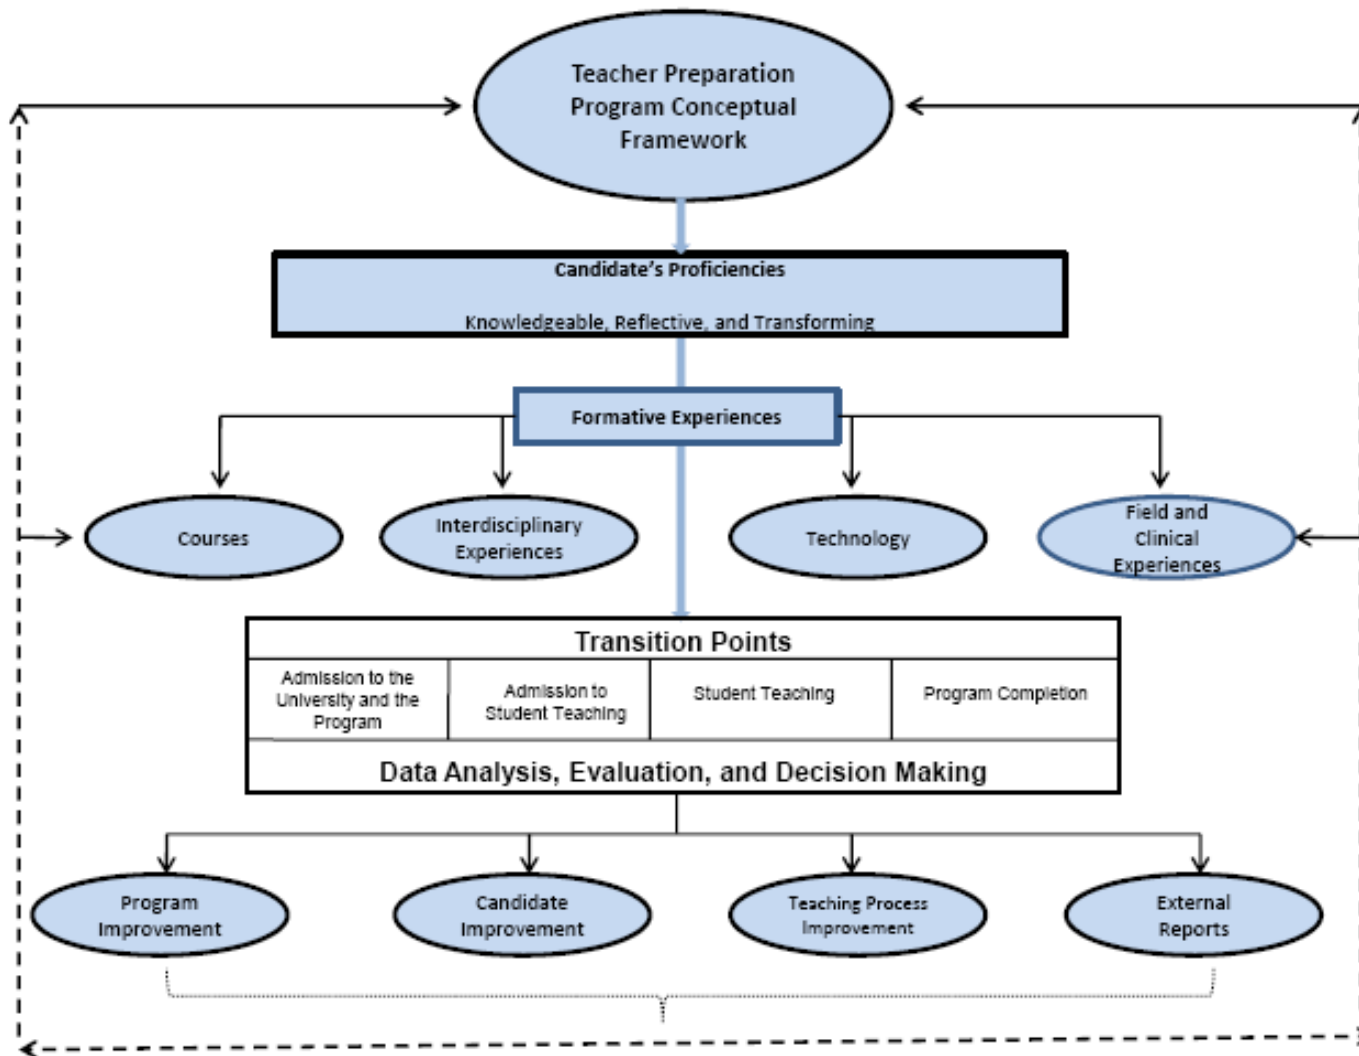 Teacher Preparation
Program Conceptual
Framework
Candidate's Proficiencies
Knowledgeable, Reflective, and Transforming
Formative Experiences
Courses
Interdisciplinary
Experiences
Technology
Field and
Clinical
Experiences
Transition Points
Admission to the
University and the
Program
Admission to
Student Teaching
Student Teaching
Program Completion
Data Analysis, Evaluation, and Decision Making
Program
Improvement
Candidate
Improvement
Teaching Process
Improvement
External
Reports